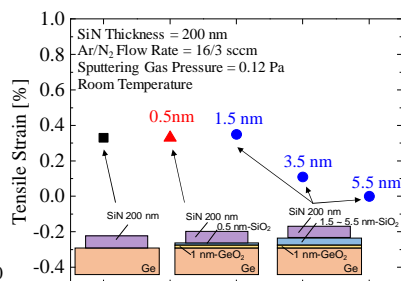 SiN Thickness = 200 nm
Ar/N₂ Flow Rate = 16/3 sccm
Sputtering Gas Pressure = 0.12 Pa
Room Temperature
Tensile Strain [%]
0.8
0.6
0.4
0.2
0.0
-0.2
-0.4
0.5nm
1.5 nm
3.5 nm
5.5 nm
SiN 200 nm
Ge
SiN 200 nm
0.5 nm-SiO₂
1 nm-GeO₂
SiN 200 nm
1.5 ~ 5.5 nm-SiO₂
1 nm-GeO₂
Ge
0